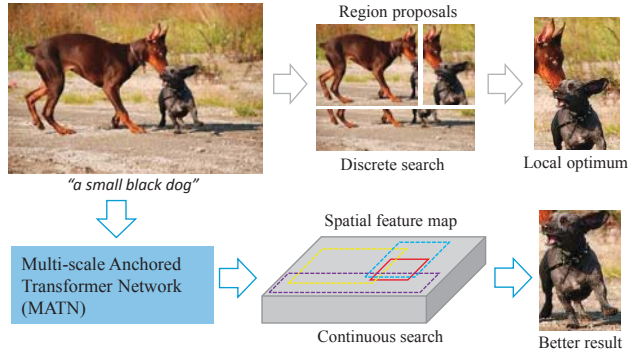 Region proposals
Discrete search
Local optimum
"a small black dog"
Spatial feature map
Multi-scale Anchored
Transformer Network
(MATN)
Continuous search
Better result